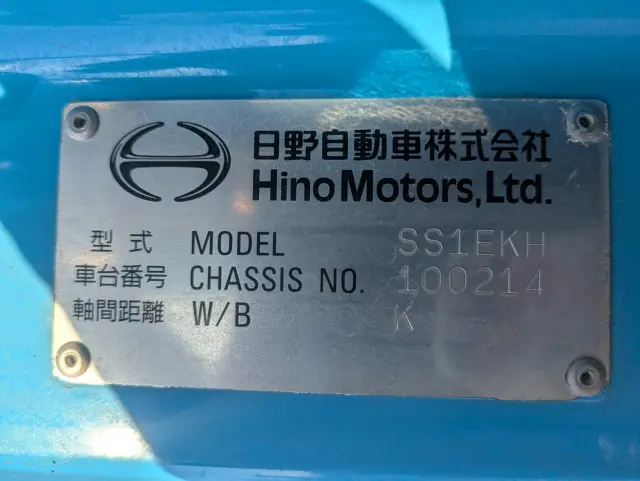 日野自動車株式会社
Hino Motors, Ltd.
型式 MODEL SS1EKH
車台番号 CHASSIS NO. 100214
軸間距離 W/B K